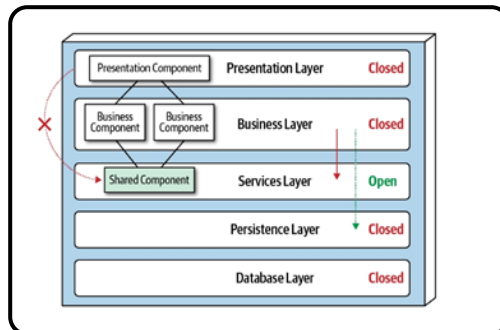 Presentation Component
Presentation Layer
Closed
Business
Component
Business
Component
Business Layer
Closed
Shared Component
Services Layer
Open
Persistence Layer
Closed
Database Layer
Closed